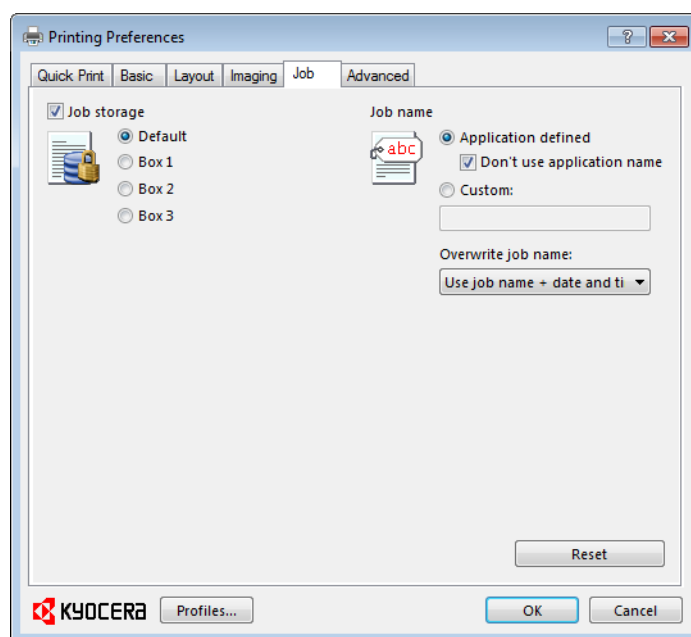 Printing Preferences
?
Quick Print Basic Layout Imaging Job Advanced
Job storage
Default
Box 1
Box 2
Box 3
Job name
abc
Application defined
Don't use application name
Custom:
Overwrite job name:
Use job name + date and ti
Reset
KYOCERA
Profiles...
OK
Cancel